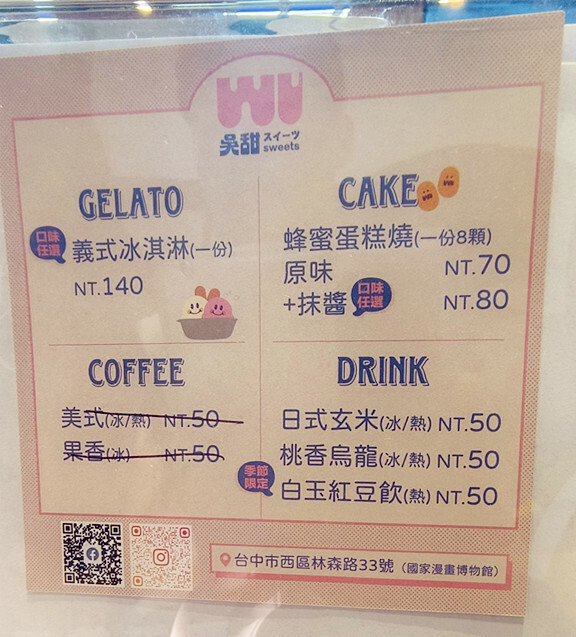 WU
吳甜 スイーツ
sweets
GELATO
口味
任選
義式冰淇淋(一份)
NT.140
CAKE
蜂蜜蛋糕燒(一份8顆)
原味 NT.70
+抹醬 口味任選 NT.80
COFFEE
美式(冰/熱) NT.50
果香(冰) NT.50
DRINK
日式玄米(冰/熱) NT.50
桃香烏龍(冰/熱) NT.50
季節
限定
白玉紅豆飲(熱) NT.50
台中市西區林森路33號(國家漫畫博物館)